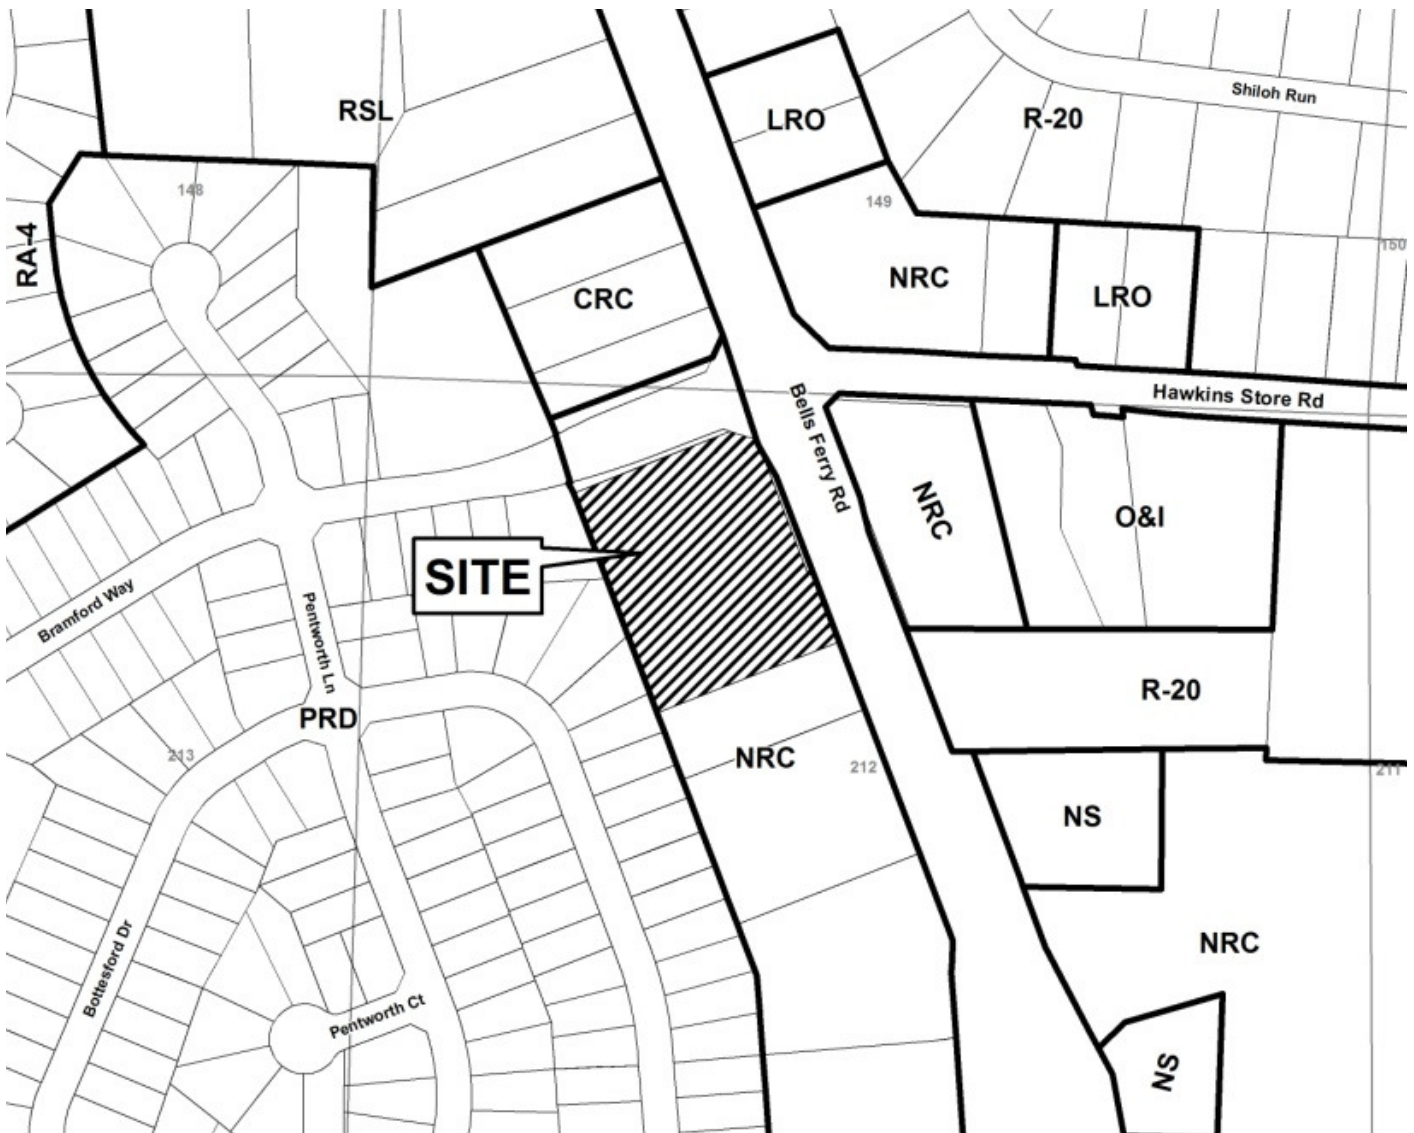 Shiloh Run
RSL
LRO
R-20
148
149
RA-4
150
NRC
LRO
CRC
Hawkins Store Rd
Bells Ferry Rd
NRC
O&I
SITE
Bramford Way
Pentworth Ln
R-20
PRD
213
NRC
212
211
NS
NRC
Bottesford Dr
Pentworth Ct
NS